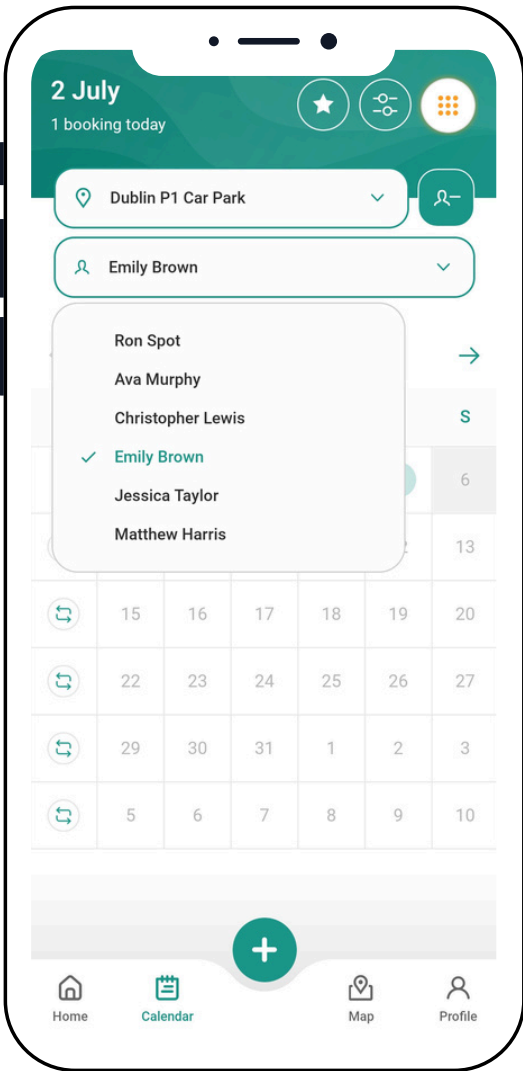 2 July
1 booking today
Dublin P1 Car Park
Emily Brown
Ron Spot
Ava Murphy
Christopher Lewis
S
Emily Brown
6
Jessica Taylor
Matthew Harris
13
15 16 17 18 19 20
22 23 24 25 26 27
29 30 31 1 2 3
5 6 7 8 9 10
Home Calendar Map Profile